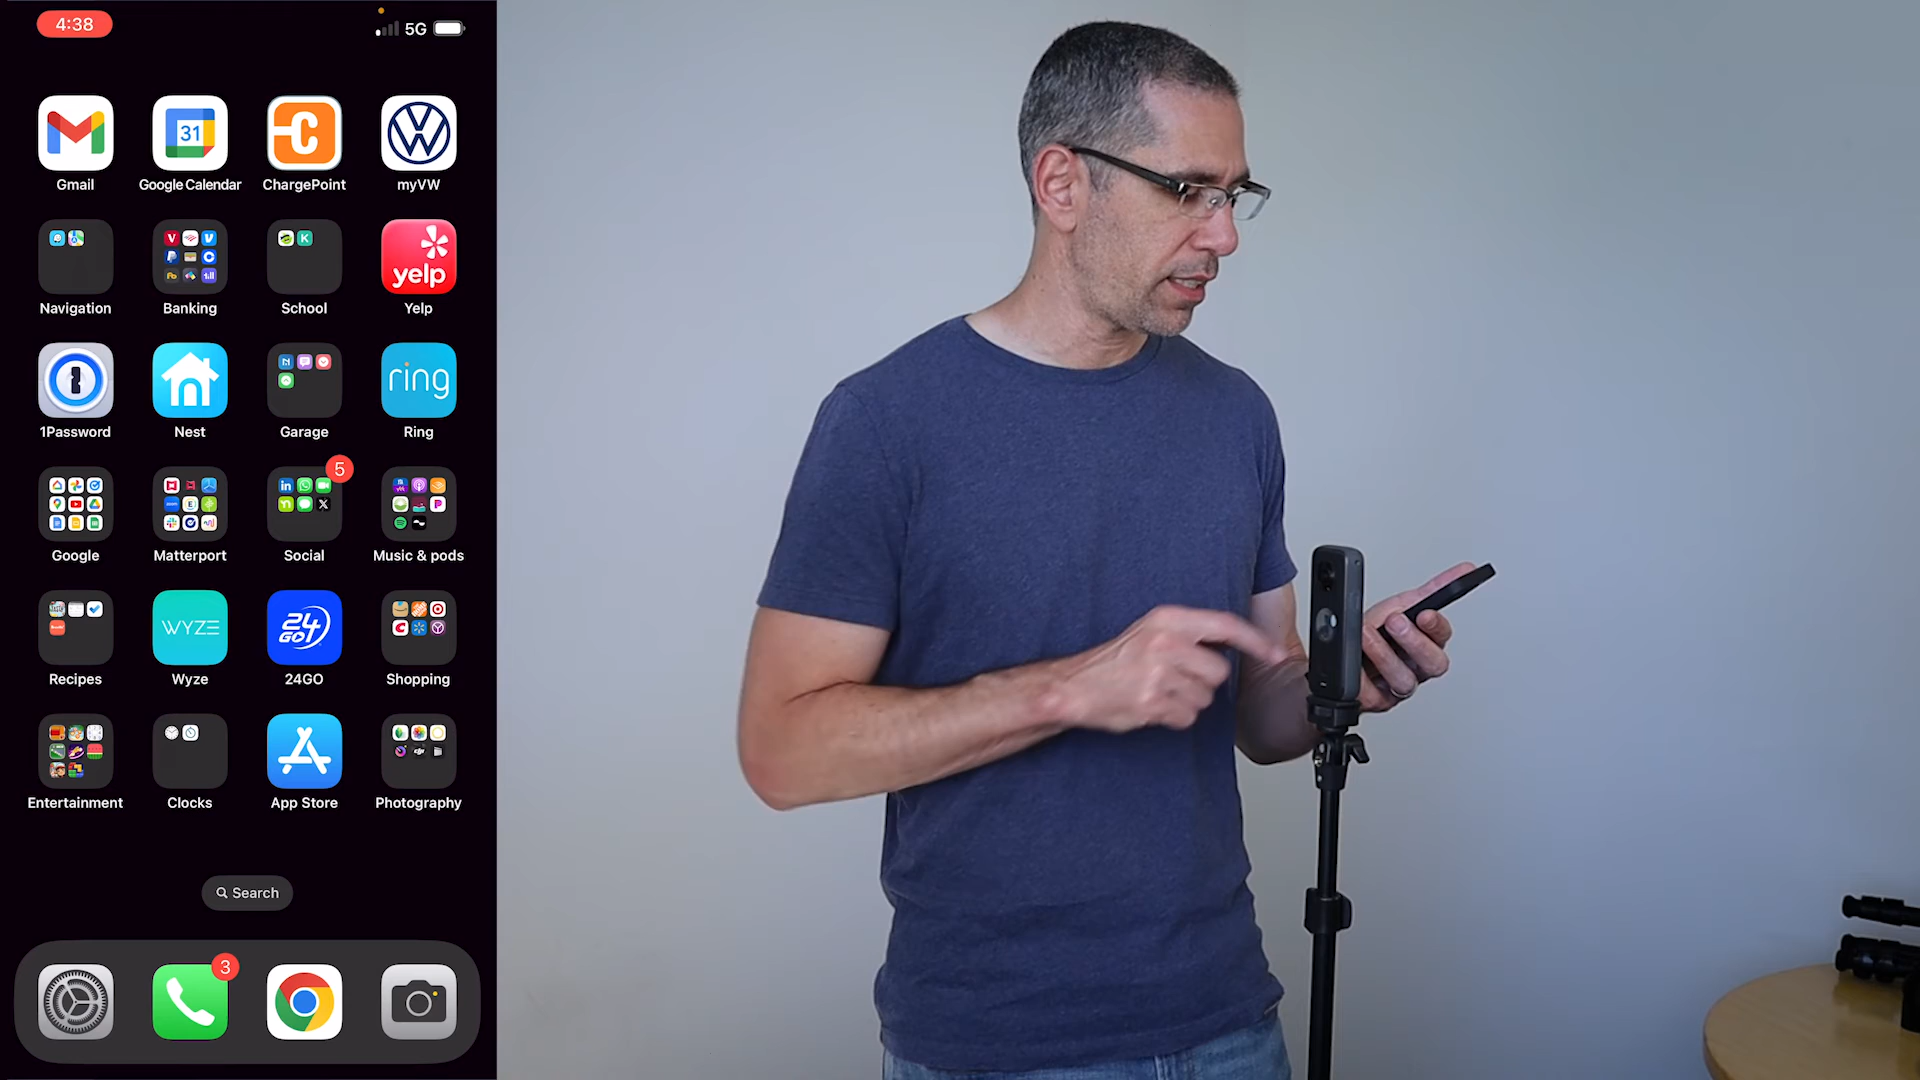 4:38
5G
31
Gmail
Google Calendar
ChargePoint
myVW
yelp
Navigation
Banking
School
Yelp
ring
1Password
Nest
Garage
Ring
5
Google
Matterport
Social
Music & pods
WYZE
24
GO
Recipes
Wyze
24GO
Shopping
Entertainment
Clocks
App Store
Photography
Search
3